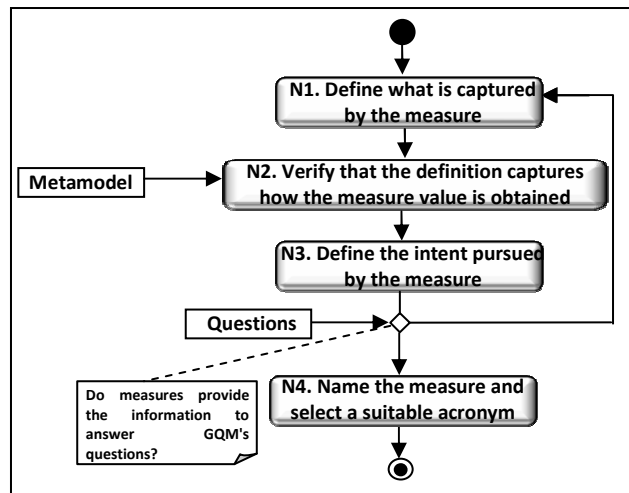 N1. Define what is captured
by the measure
N2. Verify that the definition captures
how the measure value is obtained
Metamodel
N3. Define the intent pursued
by the measure
Questions
N4. Name the measure and
select a suitable acronym
Do measures provide
the information to
answer GQM's
questions?